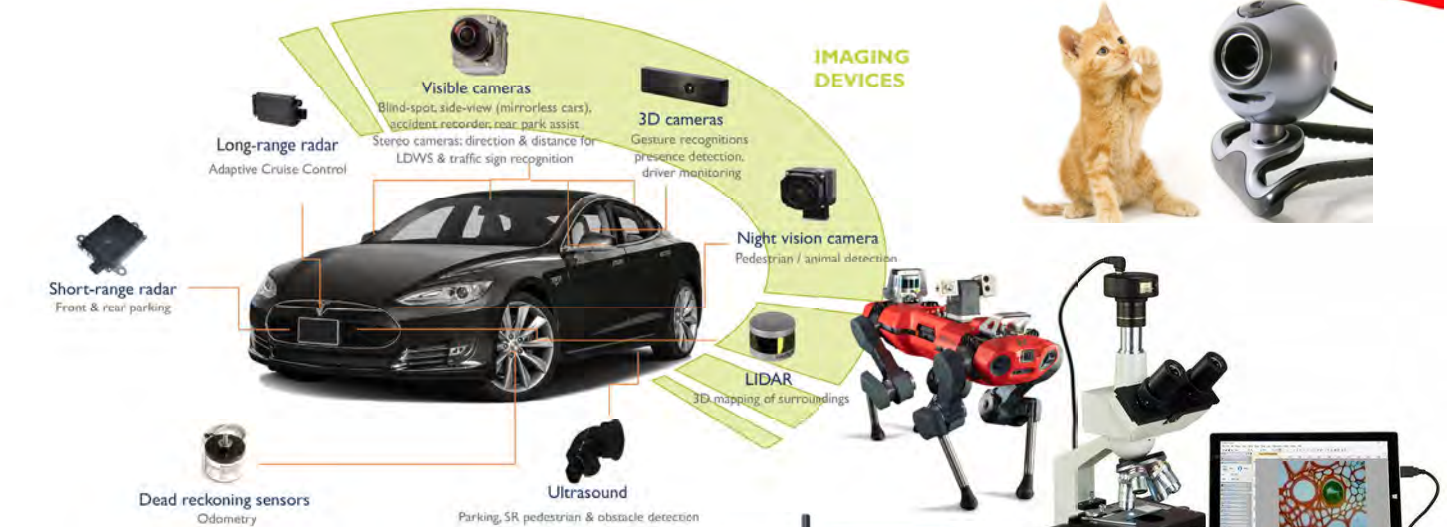 IMAGING
DEVICES
Visible cameras
Blind-spot, side-view (mirrorless cars),
accident recorder, rear park assist
Stereo cameras: direction & distance for
LDWS & traffic sign recognition
3D cameras
Gesture recognitions
presence detection,
driver monitoring
Long-range radar
Adaptive Cruise Control
Night vision camera
Pedestrian / animal detection
Short-range radar
Front & rear parking
LIDAR
3D mapping of surroundings
Dead reckoning sensors
Odometry
Ultrasound
Parking, SR pedestrian & obstacle detection